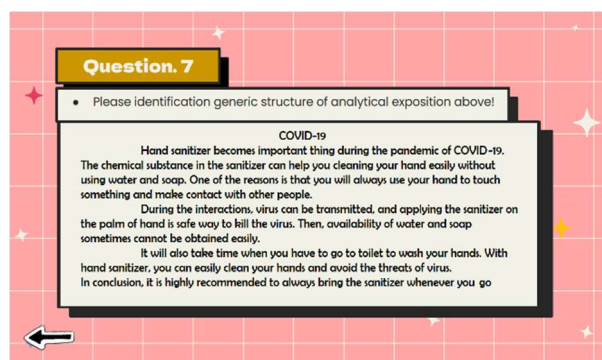 Question. 7
• Please identification generic structure of analytical exposition above!
COVID-19
Hand sanitizer becomes important thing during the pandemic of COVID-19.
The chemical substance in the sanitizer can help you cleaning your hand easily without
using water and soap. One of the reasons is that you will always use your hand to touch
something and make contact with other people.
During the interactions, virus can be transmitted, and applying the sanitizer on
the palm of hand is safe way to kill the virus. Then, availability of water and soap
sometimes cannot be obtained easily.
It will also take time when you have to go to toilet to wash your hands. With
hand sanitizer, you can easily clean your hands and avoid the threats of virus.
In conclusion, it is highly recommended to always bring the sanitizer whenever you go